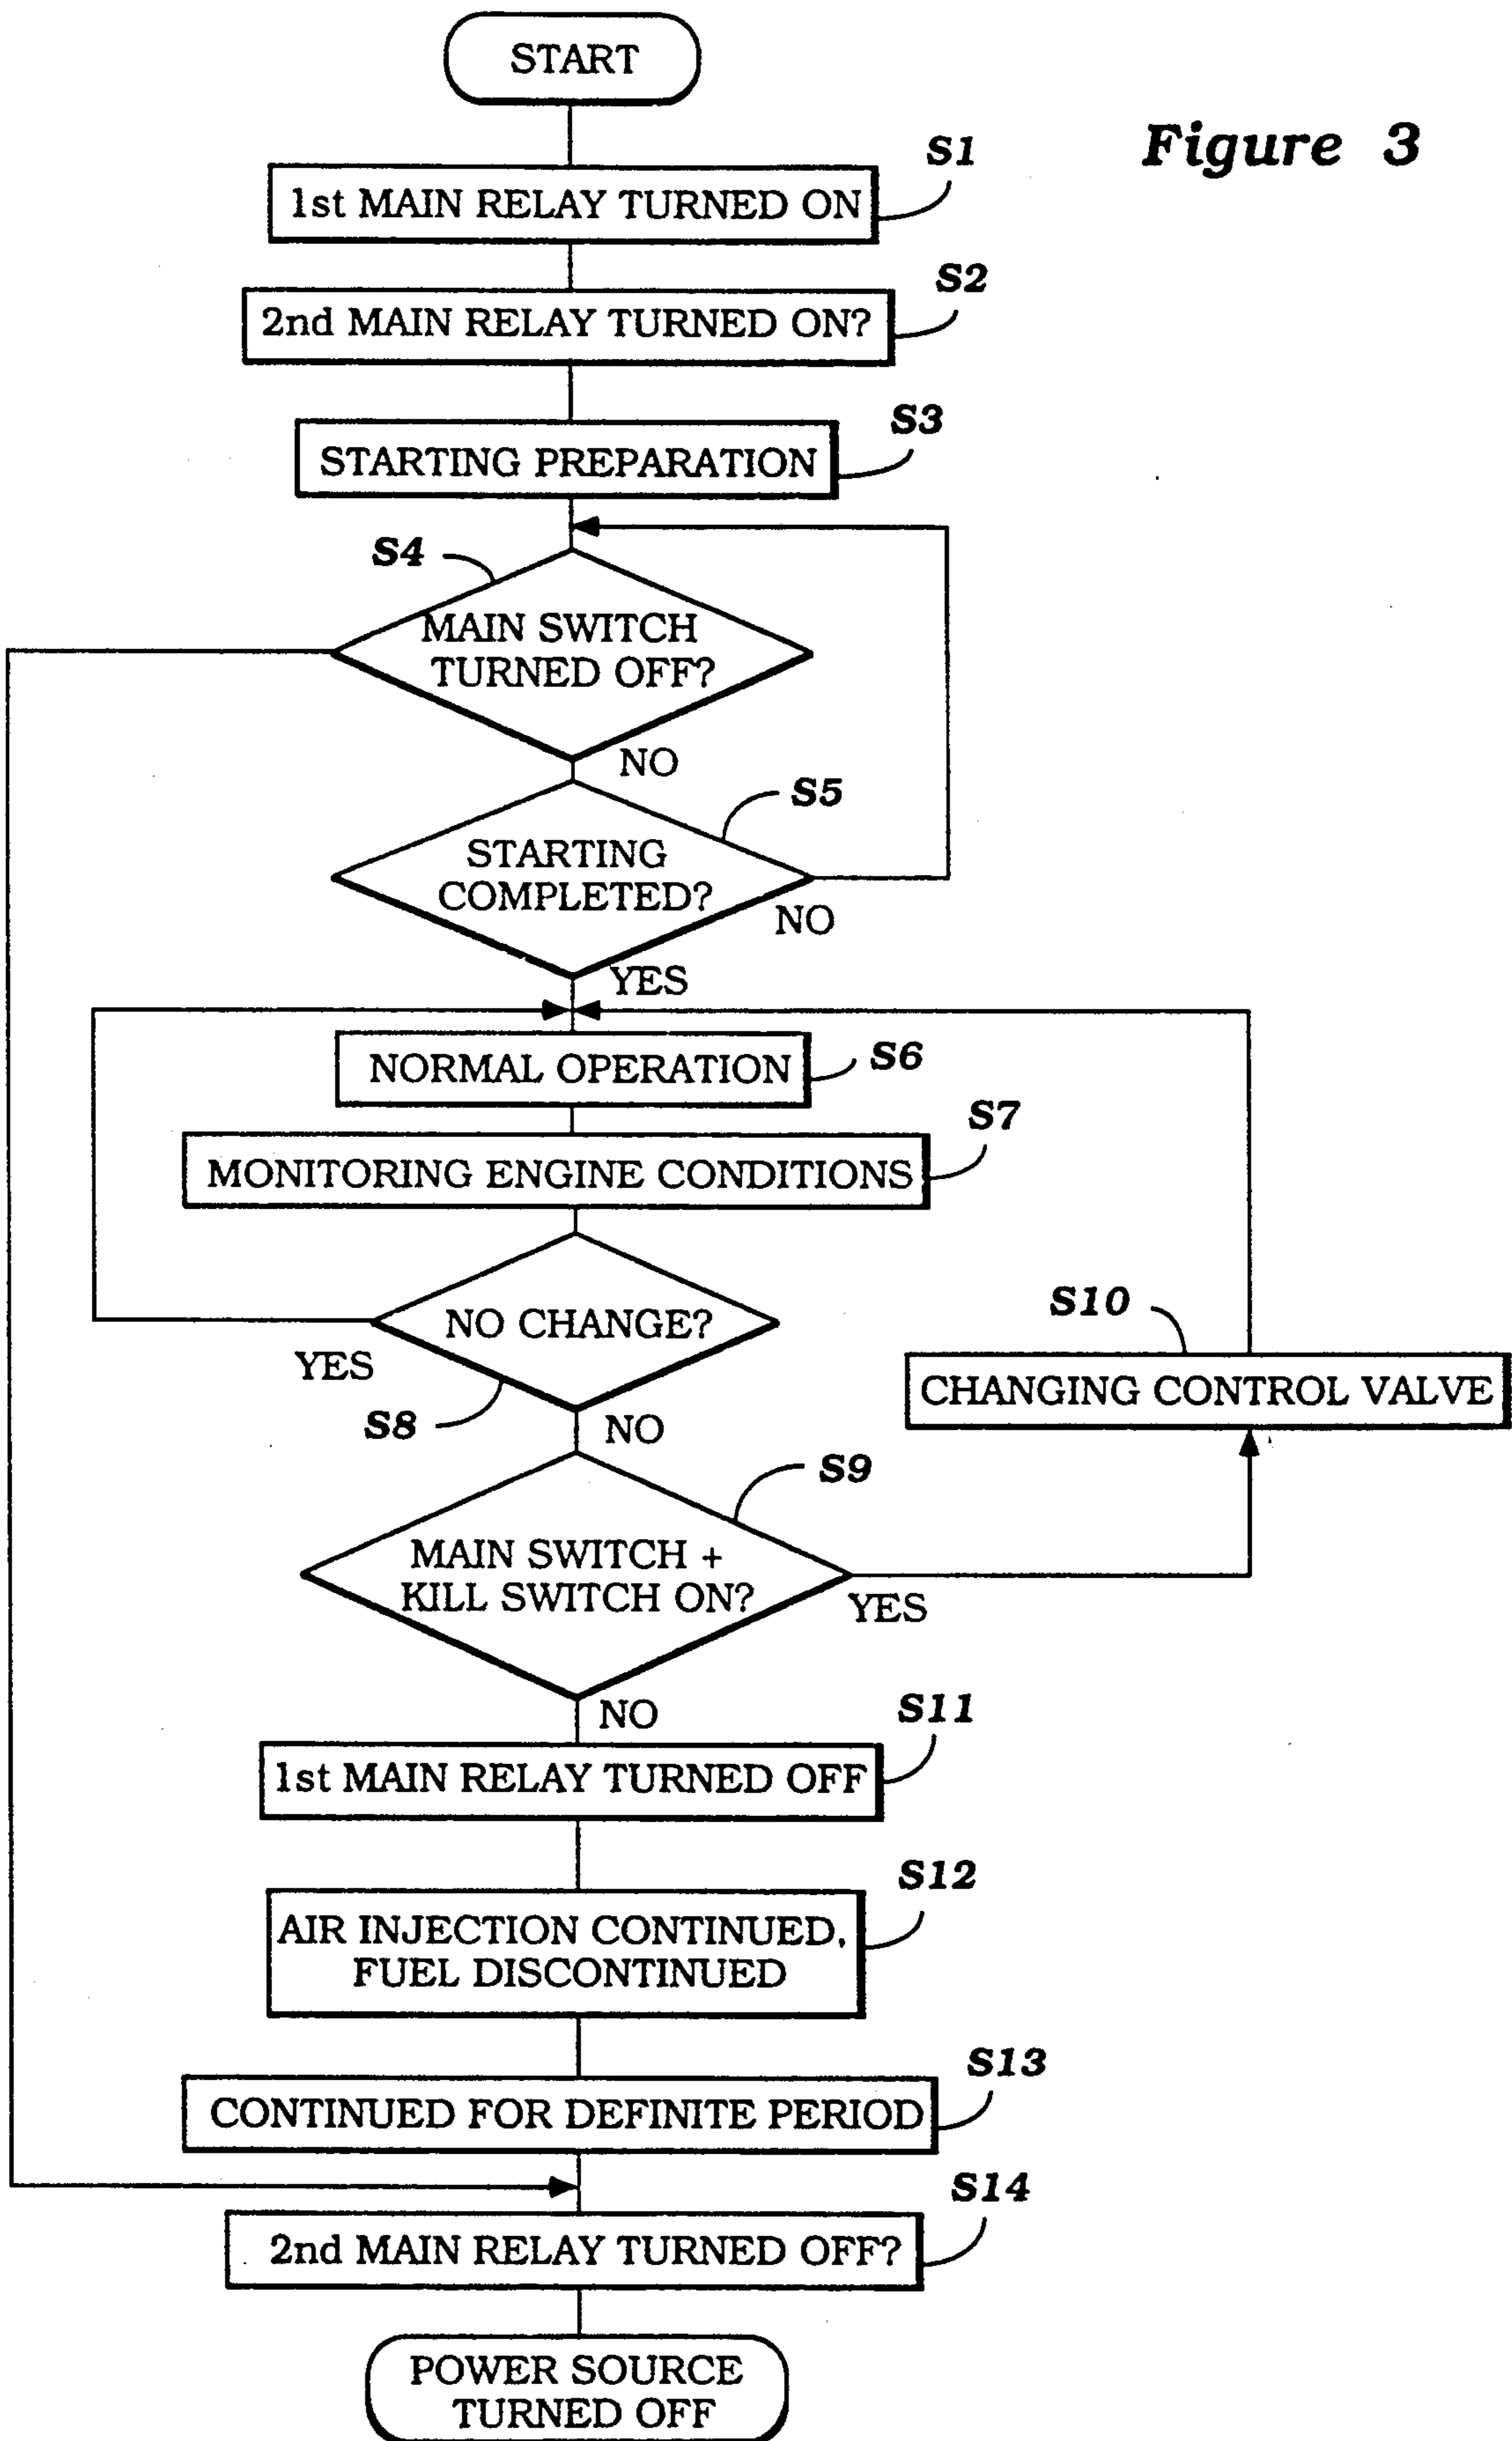 START
Figure 3
S1
1st MAIN RELAY TURNED ON
S2
2nd MAIN RELAY TURNED ON?
S3
STARTING PREPARATION
S4
MAIN SWITCH
TURNED OFF?
NO
S5
STARTING
COMPLETED?
NO
YES
NORMAL OPERATION
S6
S7
MONITORING ENGINE CONDITIONS
NO CHANGE?
YES
S8
NO
S10
CHANGING CONTROL VALVE
S9
MAIN SWITCH +
KILL SWITCH ON?
YES
NO
S11
1st MAIN RELAY TURNED OFF
S12
AIR INJECTION CONTINUED,
FUEL DISCONTINUED
S13
CONTINUED FOR DEFINITE PERIOD
S14
2nd MAIN RELAY TURNED OFF?
POWER SOURCE
TURNED OFF